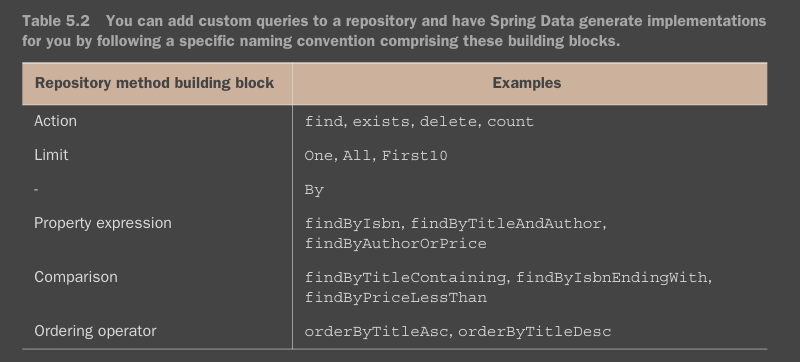 Table 5.2 You can add custom queries to a repository and have Spring Data generate implementations
for you by following a specific naming convention comprising these building blocks.
Repository method building block Examples
Action find, exists, delete, count
Limit One, All, First10
- By
Property expression findByIsbn, findByTitleAndAuthor,
findByAuthorOrPrice
Comparison findByTitleContaining, findByIsbnEndingWith,
findByPriceLessThan
Ordering operator orderByTitleAsc, orderByTitleDesc